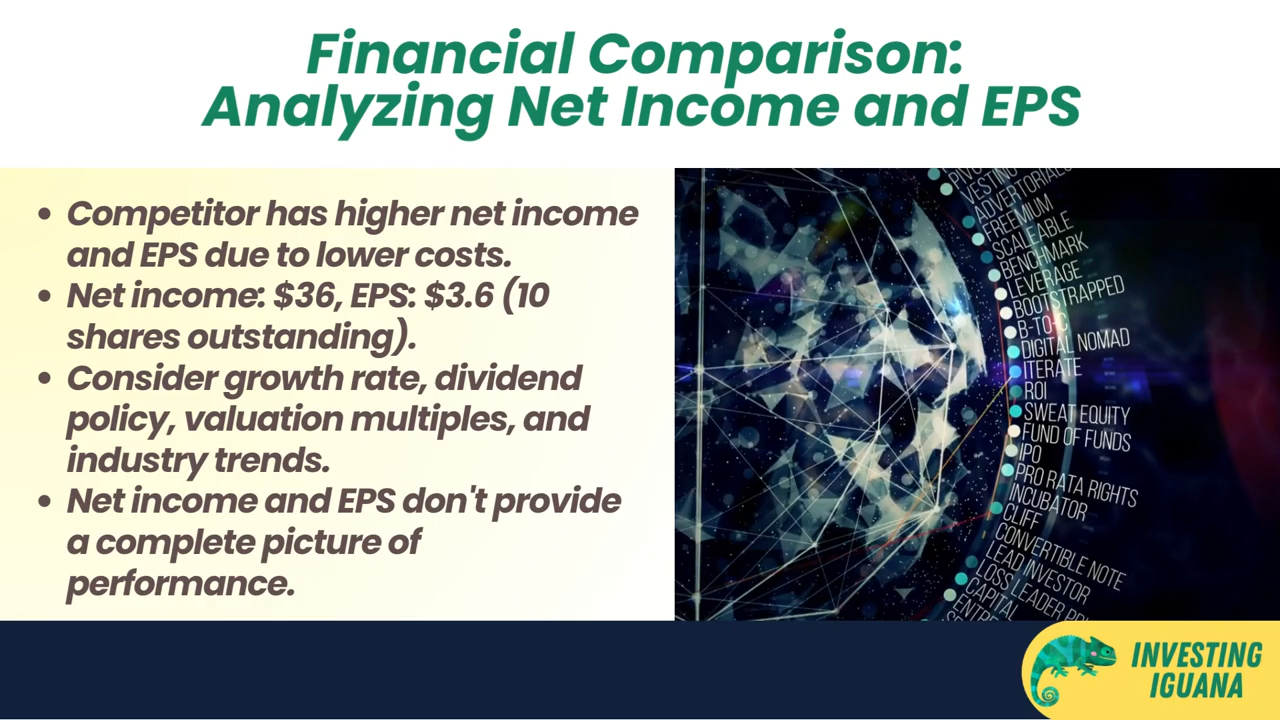 Financial Comparison:
Analyzing Net Income and EPS
• Competitor has higher net income
and EPS due to lower costs.
• Net income: $36, EPS: $3.6 (10
shares outstanding).
• Consider growth rate, dividend
policy, valuation multiples, and
industry trends.
• Net income and EPS don't provide
a complete picture of
performance.
ADVERTORIALS
FREEMIUM
SCALEABLE
BENCHMARK
LEVERAGE
BOOTSTRAPPED
B-TO-C
DIGITAL NOMAD
ITERATE
ROI
SWEAT EQUITY
FUND OF FUNDS
IPO
PRO RATA RIGHTS
INCUBATOR
CLIFF
CONVERTIBLE NOTE
LEAD INVESTOR
LOSS LEADER
CAPITAL
INVESTING
IGUANA